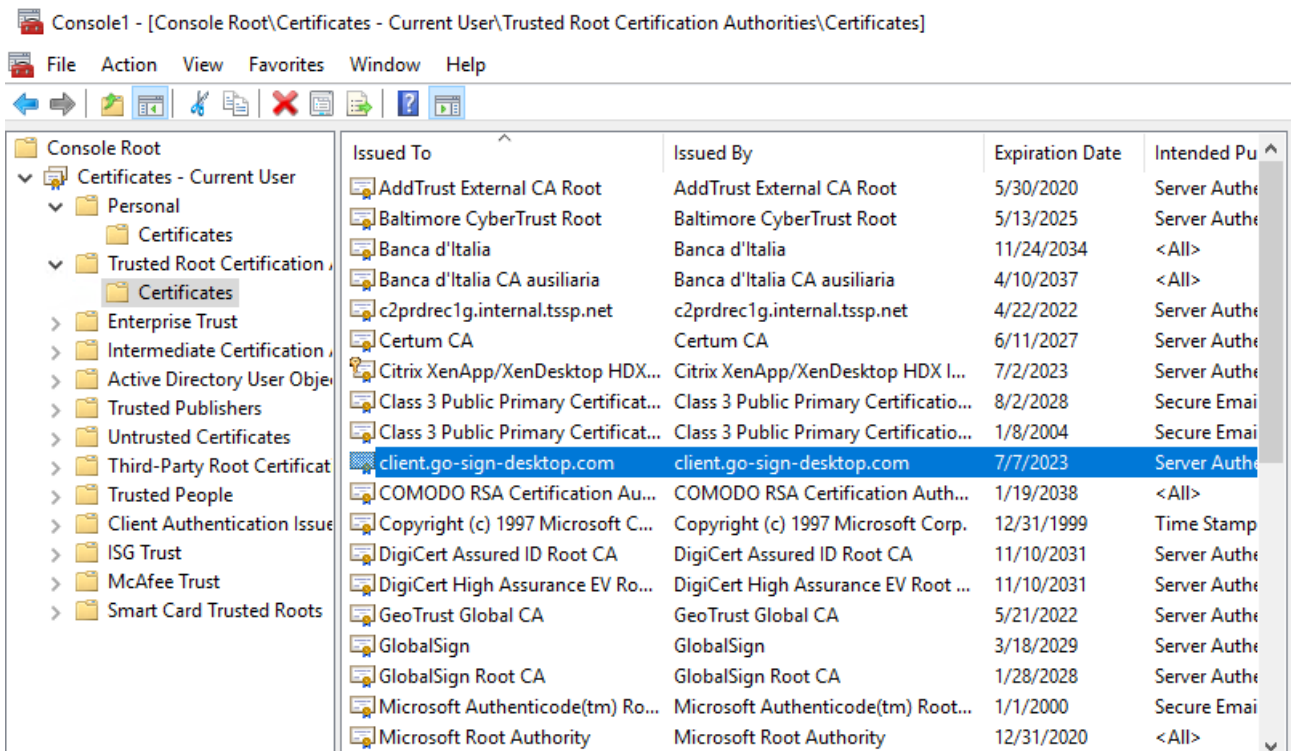 Console1 - [Console Root\Certificates - Current User\Trusted Root Certification Authorities\Certificates]
File Action View Favorites Window Help
Console Root
Certificates - Current User
Personal
Certificates
Trusted Root Certification
Certificates
Enterprise Trust
Intermediate Certification
Active Directory User Obje
Trusted Publishers
Untrusted Certificates
Third-Party Root Certificat
Trusted People
Client Authentication Issue
ISG Trust
McAfee Trust
Smart Card Trusted Roots
Issued To Issued By Expiration Date Intended Pu
AddTrust External CA Root AddTrust External CA Root 5/30/2020 Server Authe
Baltimore CyberTrust Root Baltimore CyberTrust Root 5/13/2025 Server Authe
Banca d'Italia Banca d'Italia 11/24/2034 <All>
Banca d'Italia CA ausiliaria Banca d'Italia CA ausiliaria 4/10/2037 <All>
c2prdrec1g.internal.tssp.net c2prdrec1g.internal.tssp.net 4/22/2022 Server Authe
Certum CA Certum CA 6/11/2027 Server Authe
Citrix XenApp/XenDesktop HDX... Citrix XenApp/XenDesktop HDX I... 7/2/2023 Server Authe
Class 3 Public Primary Certificat... Class 3 Public Primary Certificatio... 8/2/2028 Secure Emai
Class 3 Public Primary Certificat... Class 3 Public Primary Certificatio... 1/8/2004 Secure Emai
client.go-sign-desktop.com client.go-sign-desktop.com 7/7/2023 Server Authe
COMODO RSA Certification Au... COMODO RSA Certification Auth... 1/19/2038 <All>
Copyright (c) 1997 Microsoft C... Copyright (c) 1997 Microsoft Corp. 12/31/1999 Time Stamp
DigiCert Assured ID Root CA DigiCert Assured ID Root CA 11/10/2031 Server Authe
DigiCert High Assurance EV Ro... DigiCert High Assurance EV Root ... 11/10/2031 Server Authe
GeoTrust Global CA GeoTrust Global CA 5/21/2022 Server Authe
GlobalSign GlobalSign 3/18/2029 Server Authe
GlobalSign Root CA GlobalSign Root CA 1/28/2028 Server Authe
Microsoft Authenticode(tm) Ro... Microsoft Authenticode(tm) Root... 1/1/2000 Secure Emai
Microsoft Root Authority Microsoft Root Authority 12/31/2020 <All>